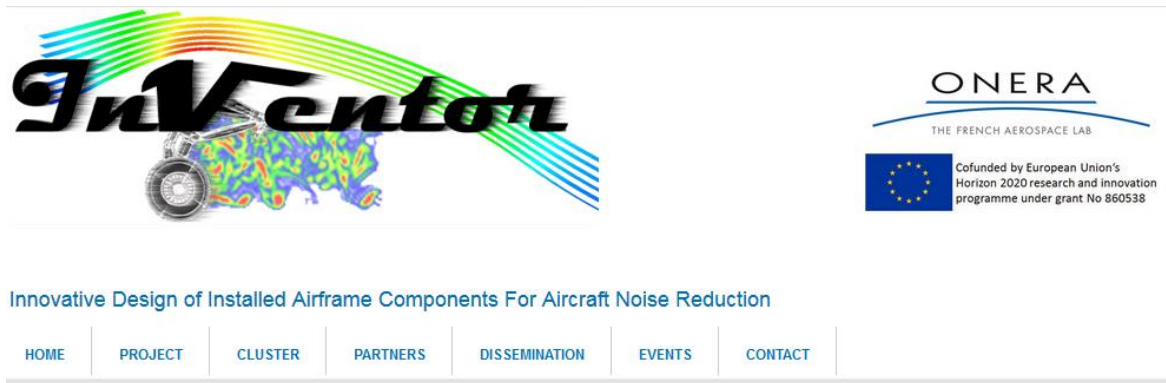 InVentor
ONERA
THE FRENCH AEROSPACE LAB
Cofunded by European Union's
Horizon 2020 research and innovation
programme under grant No 860538
Innovative Design of Installed Airframe Components For Aircraft Noise Reduction
HOME PROJECT CLUSTER PARTNERS DISSEMINATION EVENTS CONTACT